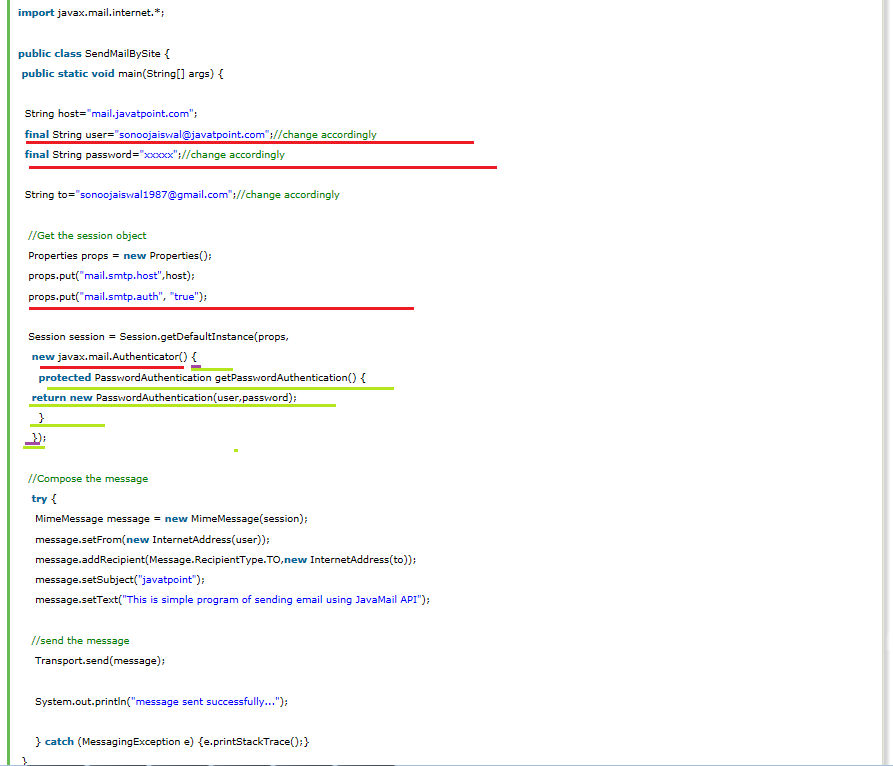 import javax.mail.internet.*;
public class SendMailBySite {
public static void main(String[] args) {
String host="mail.javatpoint.com";
final String user="sonoojaiswal@javatpoint.com";//change accordingly
final String password="xxxxx";//change accordingly
String to="sonoojaiswal1987@gmail.com";//change accordingly
//Get the session object
Properties props = new Properties();
props.put("mail.smtp.host",host);
props.put("mail.smtp.auth", "true");
Session session = Session.getDefaultInstance(props,
new javax.mail.Authenticator() {
protected PasswordAuthentication getPasswordAuthentication() {
return new PasswordAuthentication(user,password);
}
});
//Compose the message
try {
MimeMessage message = new MimeMessage(session);
message.setFrom(new InternetAddress(user));
message.addRecipient(Message.RecipientType.TO,new InternetAddress(to));
message.setSubject("javatpoint");
message.setText("This is simple program of sending email using JavaMail API");
//send the message
Transport.send(message);
System.out.println("message sent successfully...");
} catch (MessagingException e) {e.printStackTrace();}
}